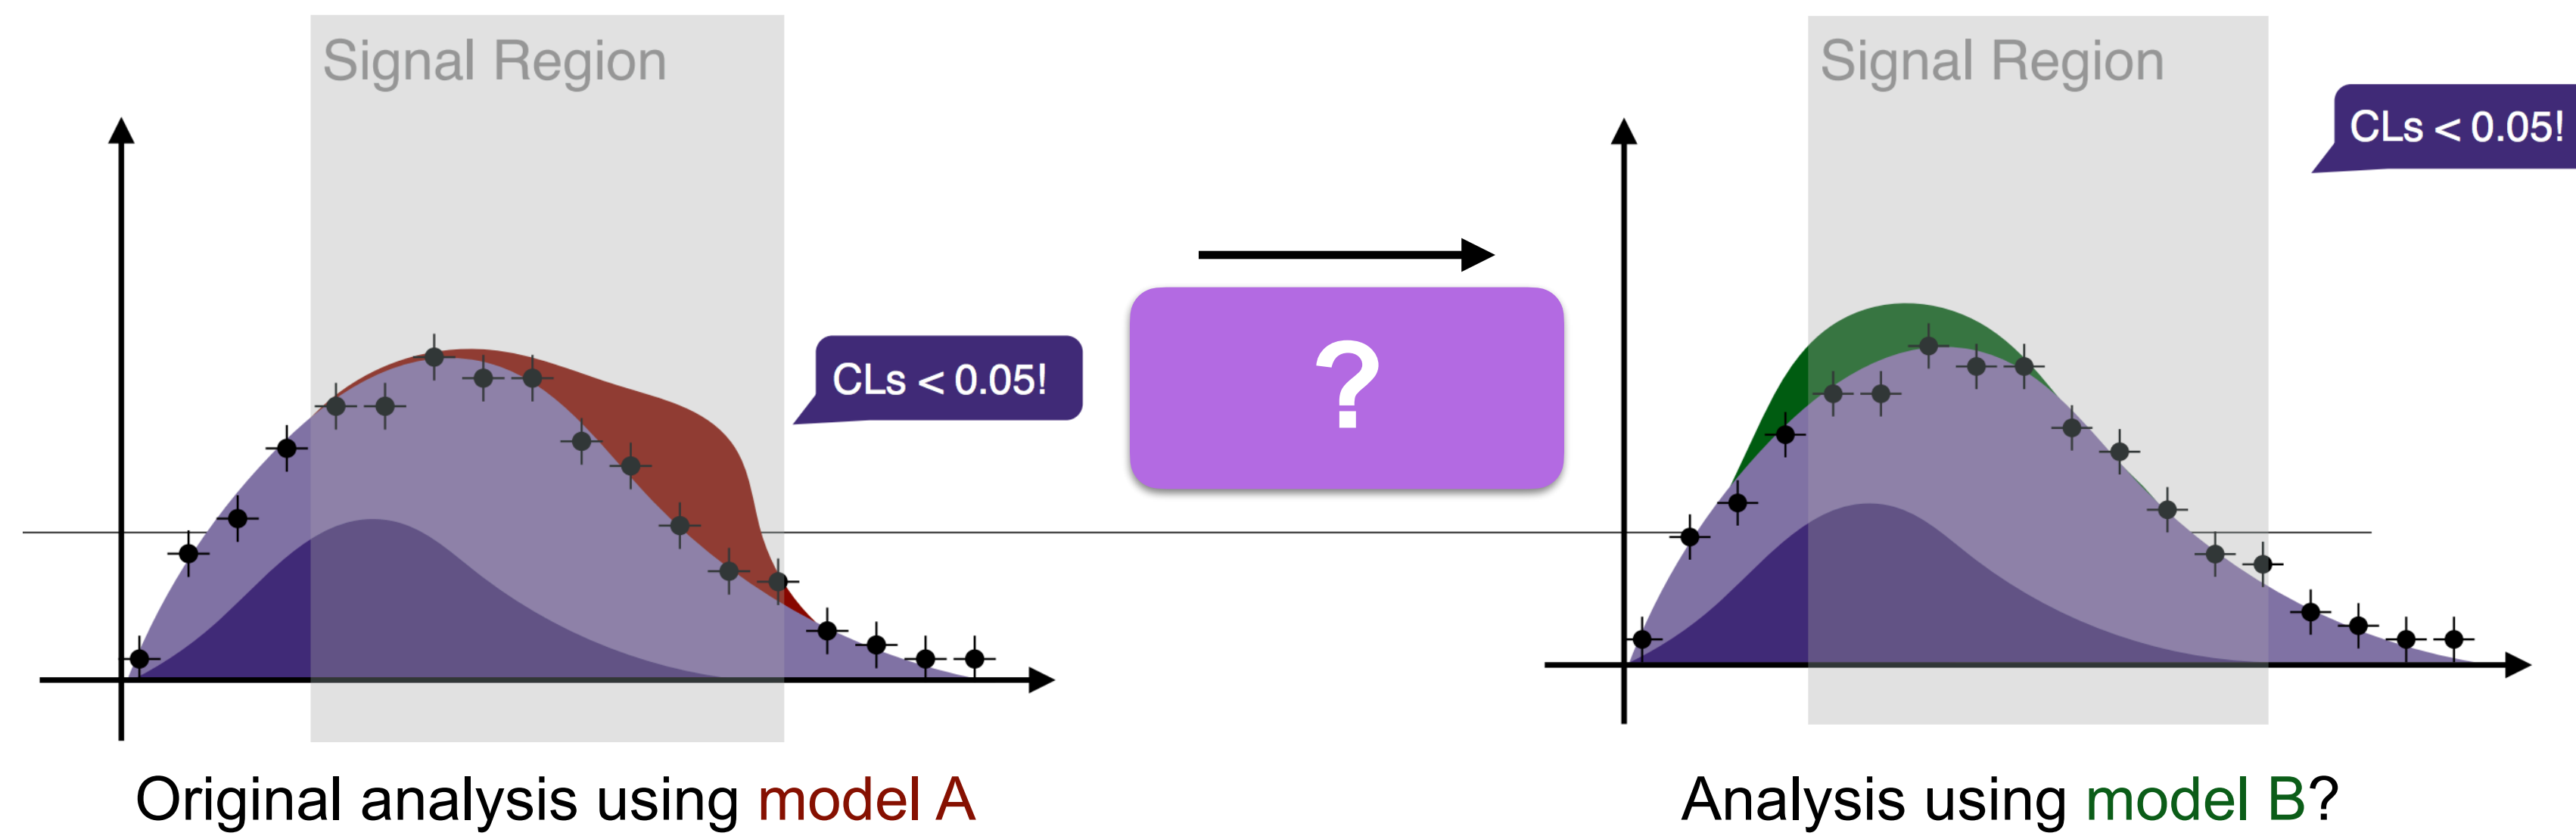 Signal Region
Signal Region
CLs < 0.05!
CLs < 0.05!
?
Original analysis using model A
Analysis using model B?